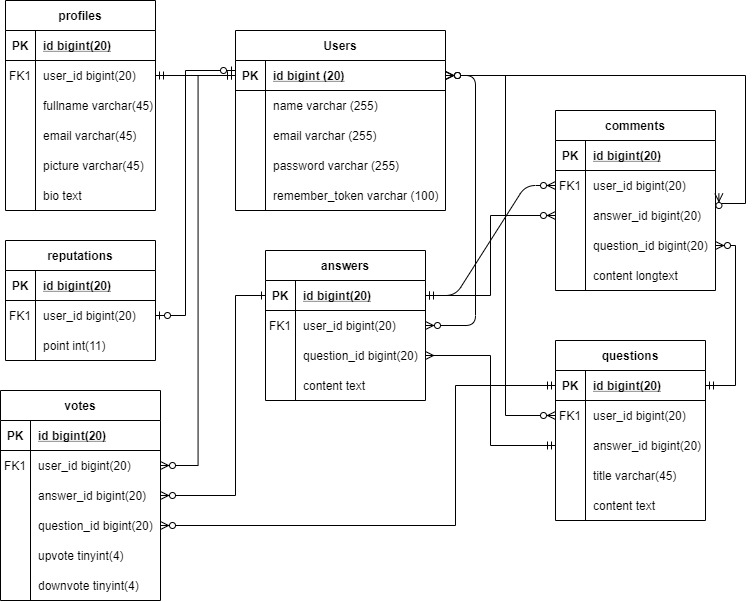 profiles
PK id bigint(20)
FK1 user_id bigint(20)
fullname varchar(45)
email varchar(45)
picture varchar(45)
bio text
Users
PK id bigint (20)
name varchar (255)
email varchar (255)
password varchar (255)
remember_token varchar (100)
comments
PK id bigint(20)
FK1 user_id bigint(20)
answer_id bigint(20)
question_id bigint(20)
content longtext
reputations
PK id bigint(20)
FK1 user_id bigint(20)
point int(11)
answers
PK id bigint(20)
FK1 user_id bigint(20)
question_id bigint(20)
content text
questions
PK id bigint(20)
FK1 user_id bigint(20)
answer_id bigint(20)
title varchar(45)
content text
votes
PK id bigint(20)
FK1 user_id bigint(20)
answer_id bigint(20)
question_id bigint(20)
upvote tinyint(4)
downvote tinyint(4)